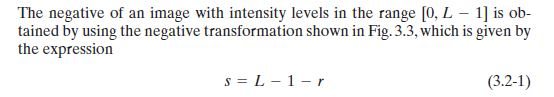 The negative of an image with intensity levels in the range [0, L − 1] is ob-
tained by using the negative transformation shown in Fig. 3.3, which is given by
the expression
s = L − 1 − r (3.2-1)